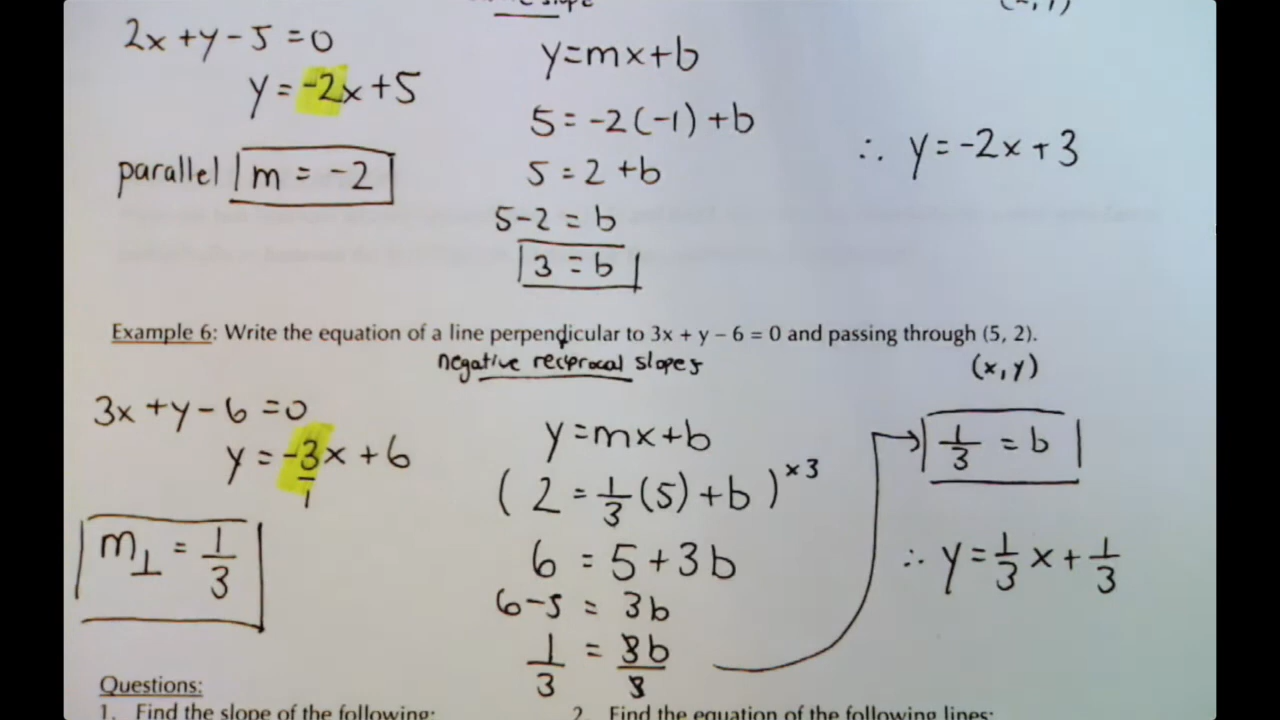 slope
2x + y - 5 = 0
y = -2x + 5
parallel m = -2
y = mx + b
5 = -2(-1) + b
5 = 2 + b
5 - 2 = b
3 = b
∴ y = -2x + 3
Example 6: Write the equation of a line perpendicular to 3x + y – 6 = 0 and passing through (5, 2).
negative reciprocal slopes
(x, y)
3x + y - 6 = 0
y = -3/1 x + 6
m⊥ = 1/3
y = mx + b
( 2 = 1/3 (5) + b ) ×3
6 = 5 + 3b
6 - 5 = 3b
1/3 = 3b/3
1/3 = b
∴ y = 1/3 x + 1/3
Questions:
1. Find the slope of the following:
2. Find the equation of the following lines: